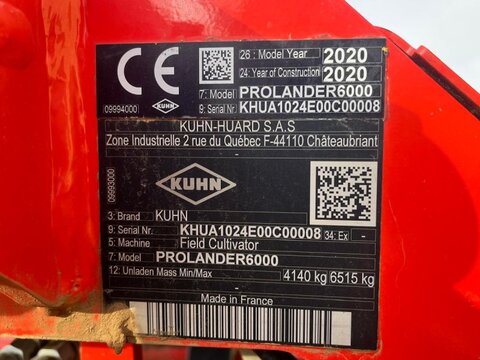 CE
09994000
KUHN
26: Model Year 2020
24: Year of Construction 2020
7: Model PROLANDER6000
9: Serial Nr KHUA1024E00C00008
KUHN-HUARD S.A.S
Zone Industrielle 2 rue du Québec F-44110 Châteaubriant
09993000
KUHN
3: Brand KUHN
9: Serial Nr. KHUA1024E00C00008 34: Ex -
5: Machine Field Cultivator -
7: Model PROLANDER6000
12: Unladen Mass Min/Max 4140 kg 6515 kg
Made in France